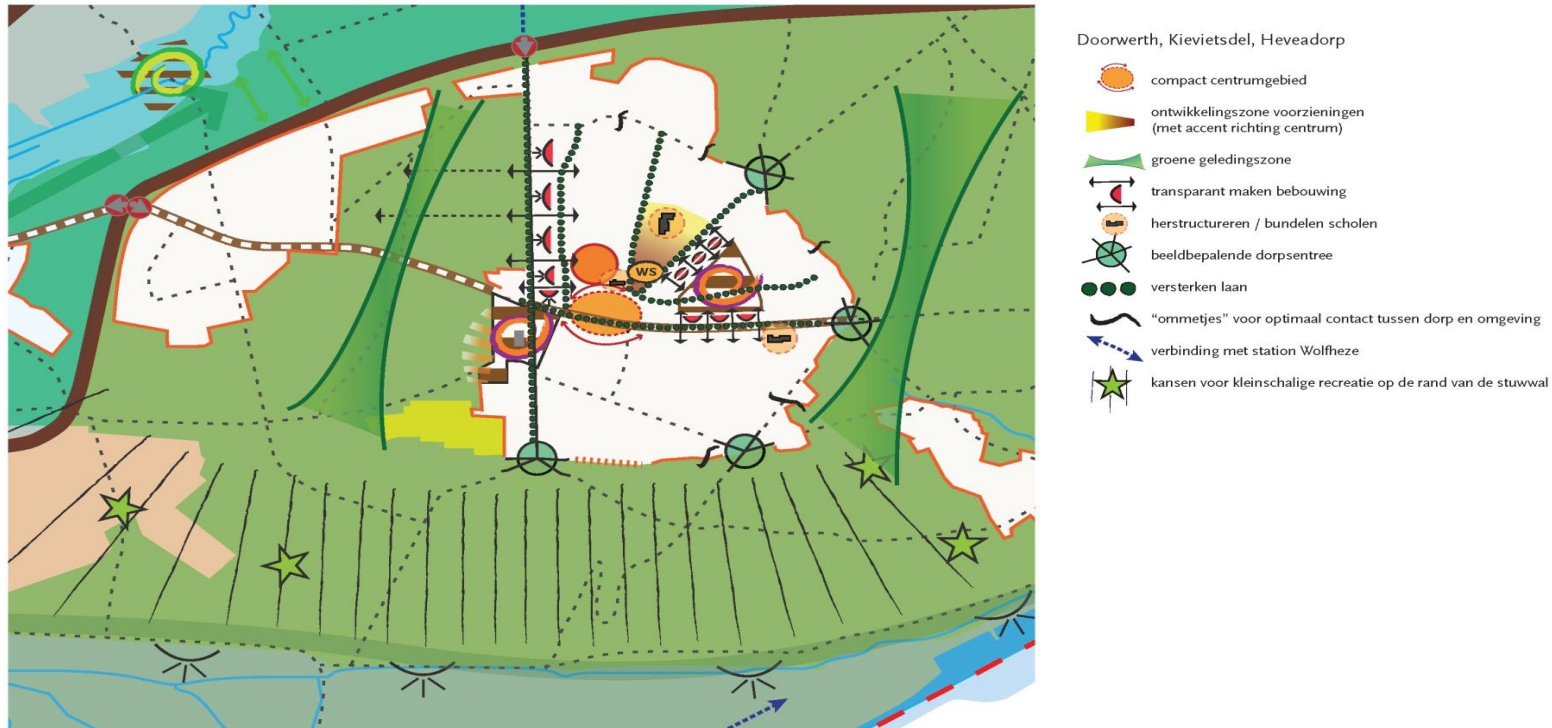 WS
Doorwerth, Kievietsdel, Heveadorp
compact centrumgebied
ontwikkelingszone voorzieningen
(met accent richting centrum)
groene geledingszone
transparant maken bebouwing
herstructureren / bundelen scholen
beeldbepalende dorpsentree
versterken laan
“ommetjes” voor optimaal contact tussen dorp en omgeving
verbinding met station Wolfheze
kansen voor kleinschalige recreatie op de rand van de stuwwal